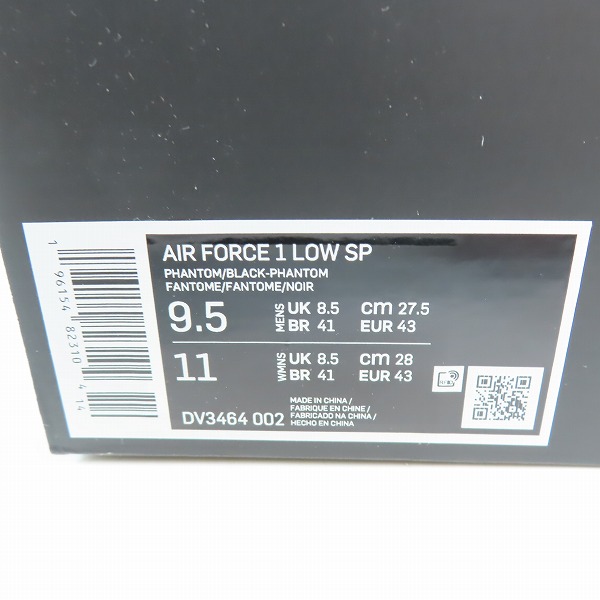 AIR FORCE 1 LOW SP
PHANTOM/BLACK-PHANTOM
FANTOME/FANTOME/NOIR
9.5 MENS UK 8.5 cm 27.5
BR 41 EUR 43
11 WMNS UK 8.5 cm 28
BR 41 EUR 43
DV3464 002
MADE IN CHINA/
FABRIQUE EN CHINE/
FABRICADO NA CHINA/
HECHO EN CHINA
1 96154 82310 4 14